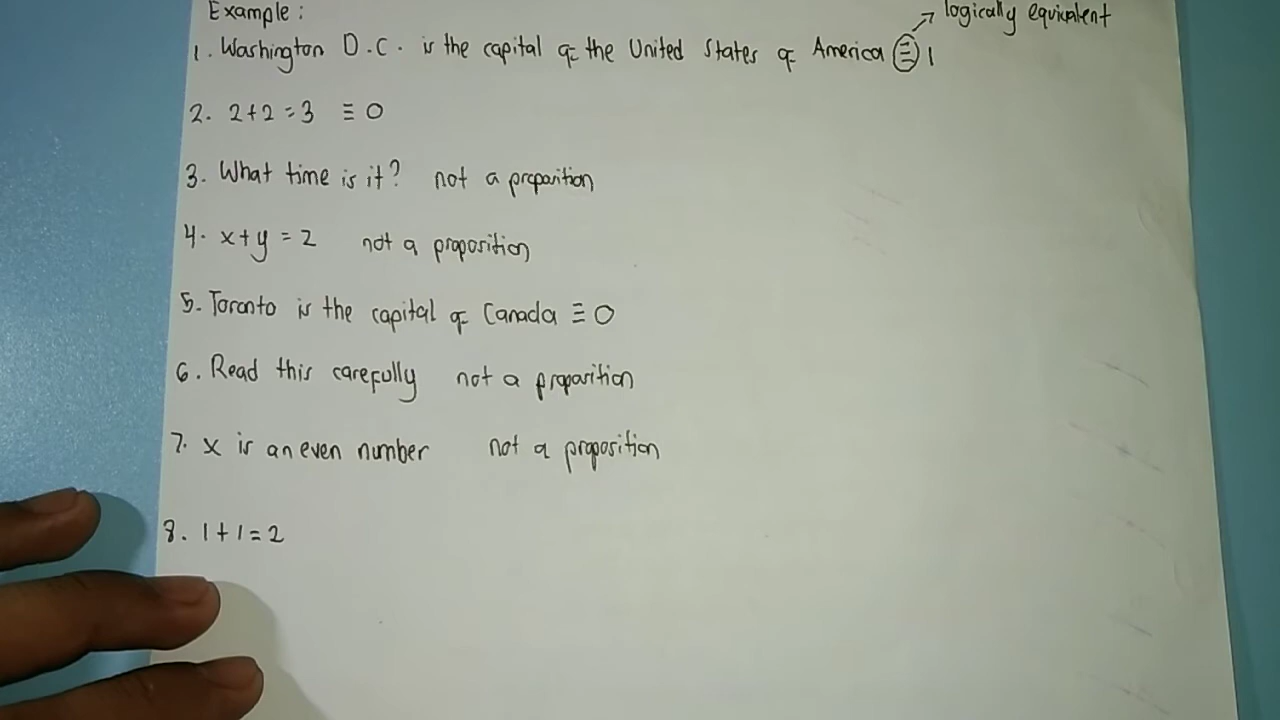 Example :
→ logically equivalent
1. Washington D.C. is the capital of the United States of America ≡ 1
2. 2+2=3 ≡ 0
3. What time is it? not a proposition
4. x+y = 2 not a proposition
5. Toronto is the capital of Canada ≡ 0
6. Read this carefully not a proposition
7. x is an even number not a proposition
8. 1+1=2